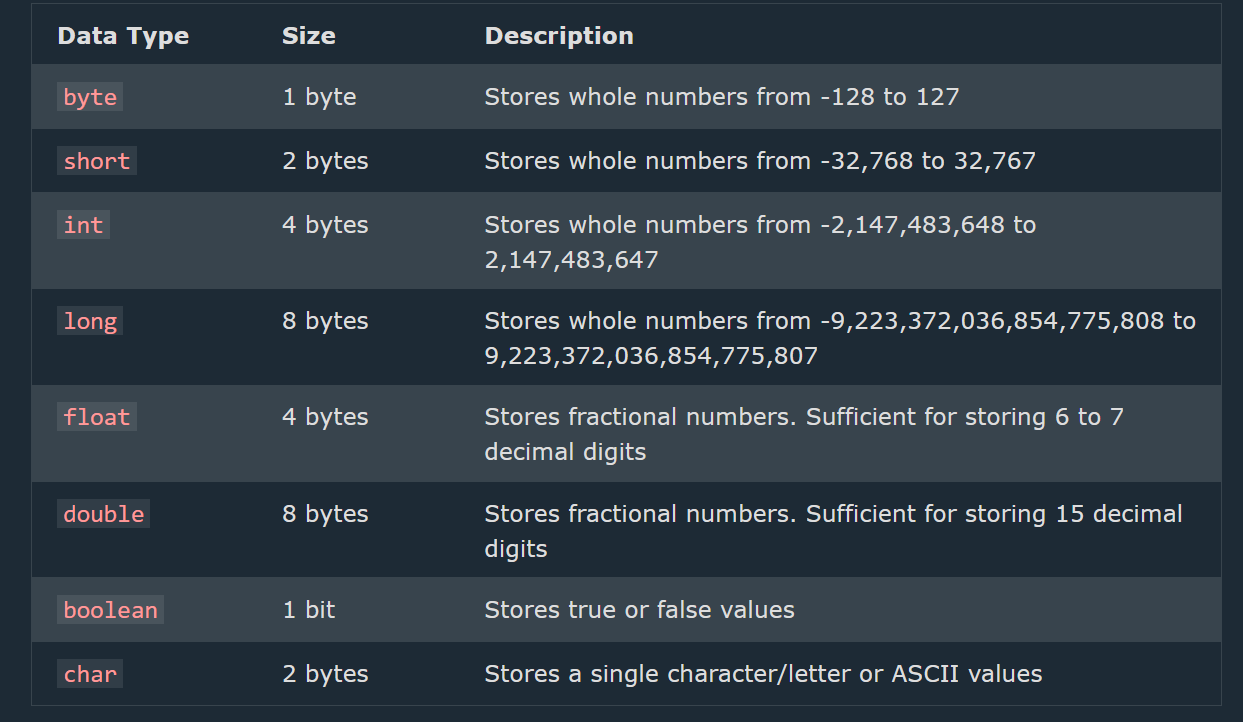 Data Type Size Description
byte 1 byte Stores whole numbers from -128 to 127
short 2 bytes Stores whole numbers from -32,768 to 32,767
int 4 bytes Stores whole numbers from -2,147,483,648 to
2,147,483,647
long 8 bytes Stores whole numbers from -9,223,372,036,854,775,808 to
9,223,372,036,854,775,807
float 4 bytes Stores fractional numbers. Sufficient for storing 6 to 7
decimal digits
double 8 bytes Stores fractional numbers. Sufficient for storing 15 decimal
digits
boolean 1 bit Stores true or false values
char 2 bytes Stores a single character/letter or ASCII values